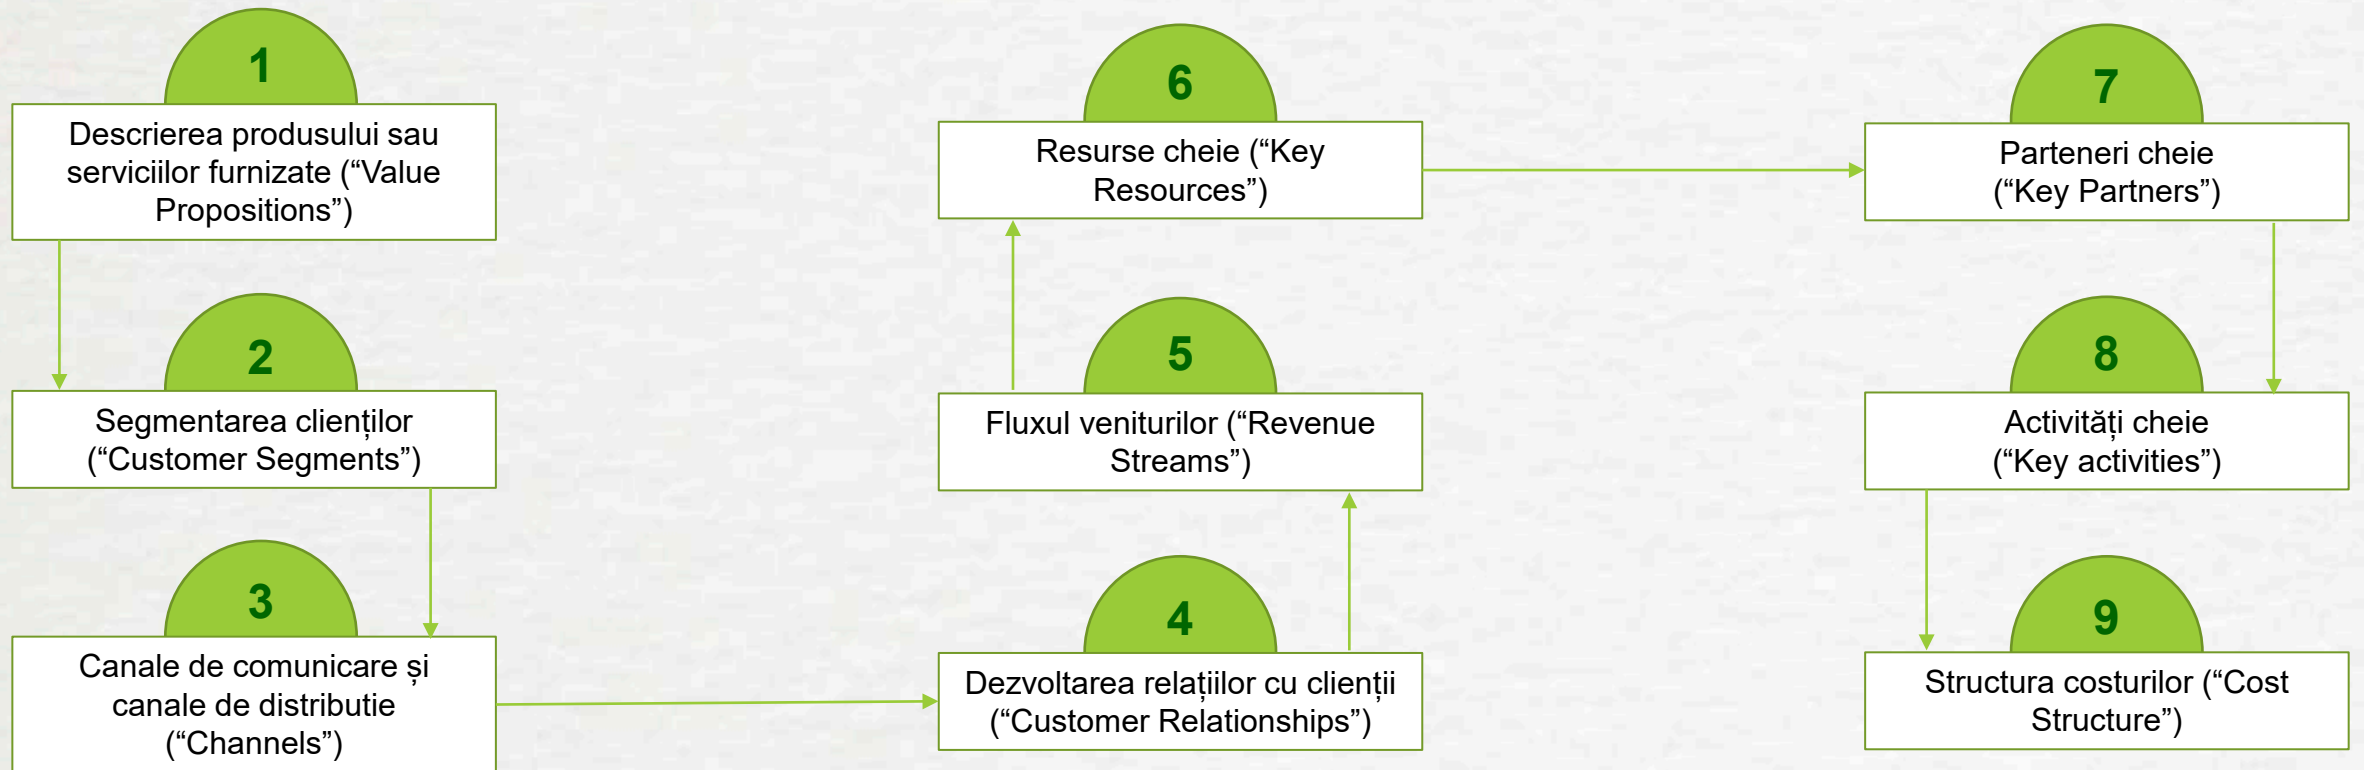 1
Descrierea produsului sau
serviciilor furnizate (“Value
Propositions”)
2
Segmentarea clienților
(“Customer Segments”)
3
Canale de comunicare și
canale de distributie
(“Channels”)
4
Dezvoltarea relațiilor cu clienții
(“Customer Relationships”)
5
Fluxul veniturilor (“Revenue
Streams”)
6
Resurse cheie (“Key
Resources”)
7
Parteneri cheie
(“Key Partners”)
8
Activități cheie
(“Key activities”)
9
Structura costurilor (“Cost
Structure”)